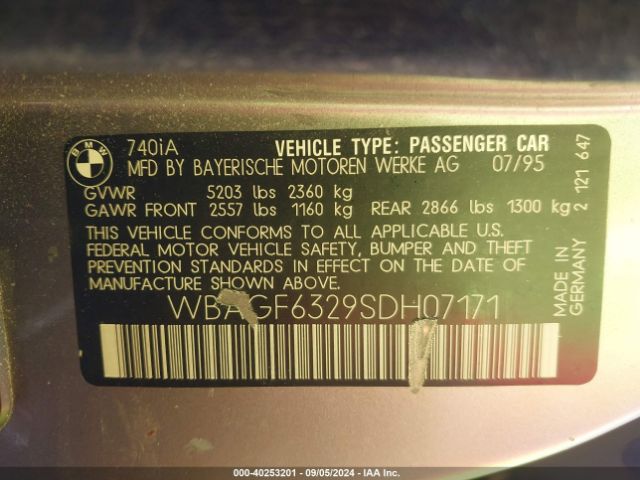 BMW
740iA VEHICLE TYPE: PASSENGER CAR
MFD BY BAYERISCHE MOTOREN WERKE AG 07/95
GVWR 5203 lbs 2360 kg
GAWR FRONT 2557 lbs 1160 kg REAR 2866 lbs 1300 kg
THIS VEHICLE CONFORMS TO ALL APPLICABLE U.S.
FEDERAL MOTOR VEHICLE SAFETY, BUMPER AND THEFT
PREVENTION STANDARDS IN EFFECT ON THE DATE OF
MANUFACTURE SHOWN ABOVE.
WBAGF6329SDH07171
2 121 647
MADE IN
GERMANY
000-40253201 - 09/05/2024 - IAA Inc.